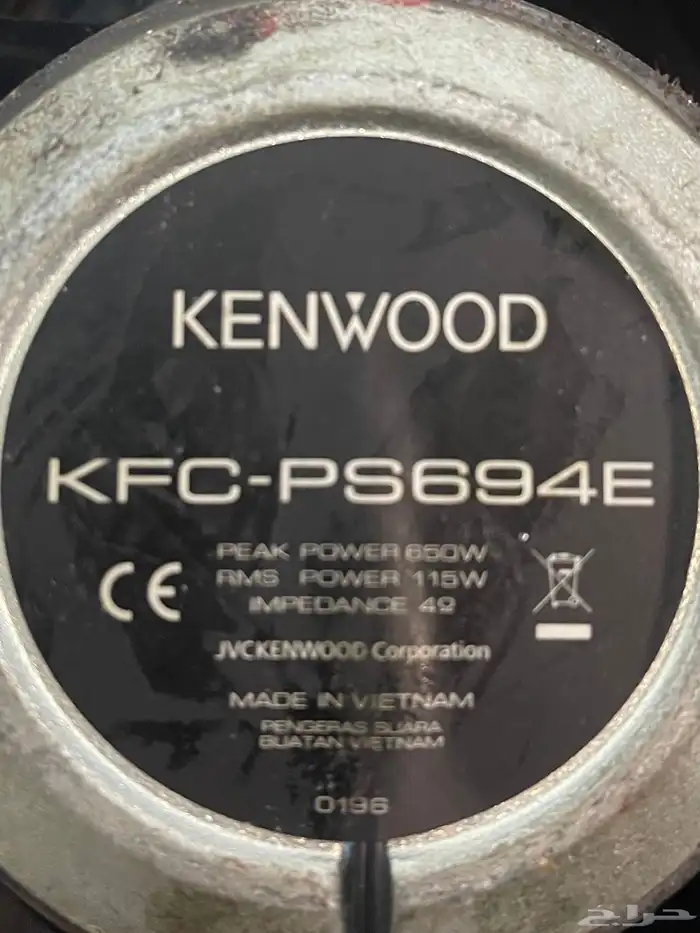 KENWOOD
KFC-PS694E
PEAK POWER 650W
RMS POWER 115W
IMPEDANCE 4Ω
CE
JVCKENWOOD Corporation
MADE IN VIETNAM
PENGERAS SUARA
BUATAN VIETNAM
0196
حراج